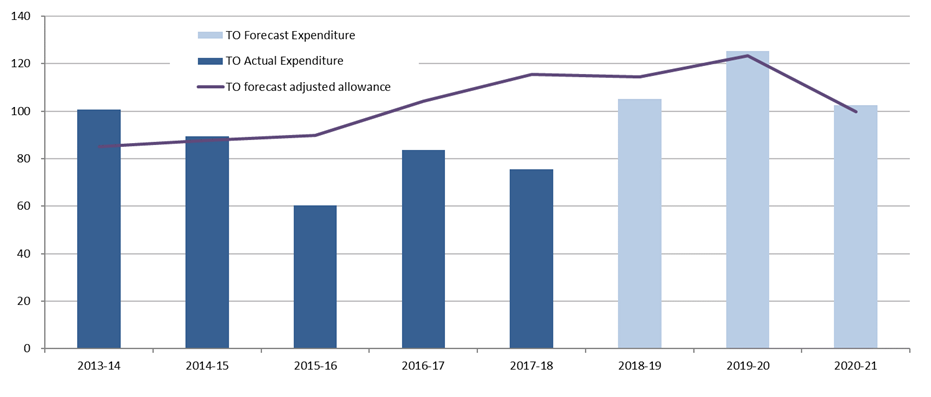 140
120
100
80
60
40
20
0
TO Forecast Expenditure
TO Actual Expenditure
TO forecast adjusted allowance
2013-14 2014-15 2015-16 2016-17 2017-18 2018-19 2019-20 2020-21